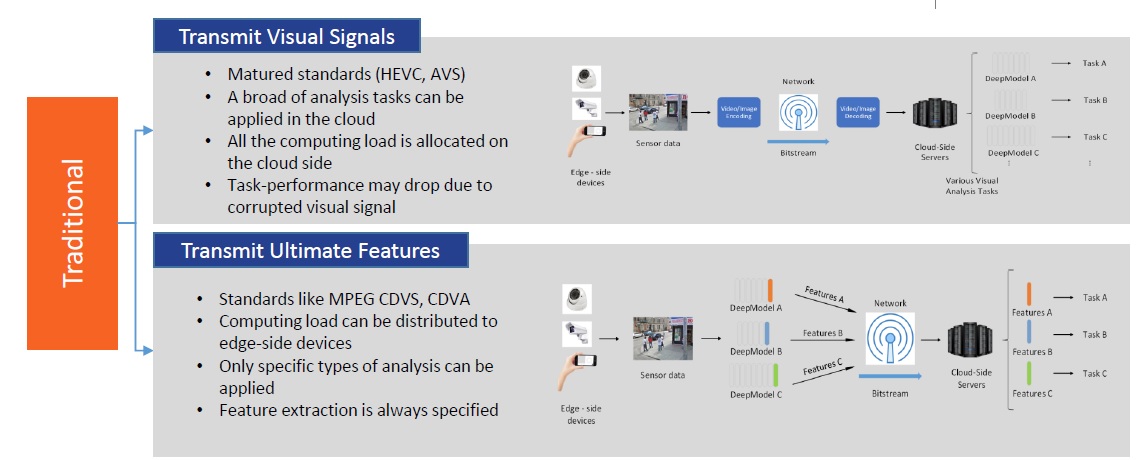 Traditional
Transmit Visual Signals
• Matured standards (HEVC, AVS)
• A broad of analysis tasks can be
applied in the cloud
• All the computing load is allocated on
the cloud side
• Task-performance may drop due to
corrupted visual signal
Edge - side
devices
Sensor data
Video/Image
Encoding
Network
Bitstream
Video/Image
Decoding
Cloud-Side
Servers
DeepModel A
DeepModel B
DeepModel C
Various Visual
Analysis Tasks
Task A
Task B
Task C
Transmit Ultimate Features
• Standards like MPEG CDVS, CDVA
• Computing load can be distributed to
edge-side devices
• Only specific types of analysis can be
applied
• Feature extraction is always specified
Edge - side
devices
Sensor data
DeepModel A
DeepModel B
DeepModel C
Features A
Features B
Features C
Network
Bitstream
Cloud-Side
Servers
Features A
Features B
Features C
Task A
Task B
Task C